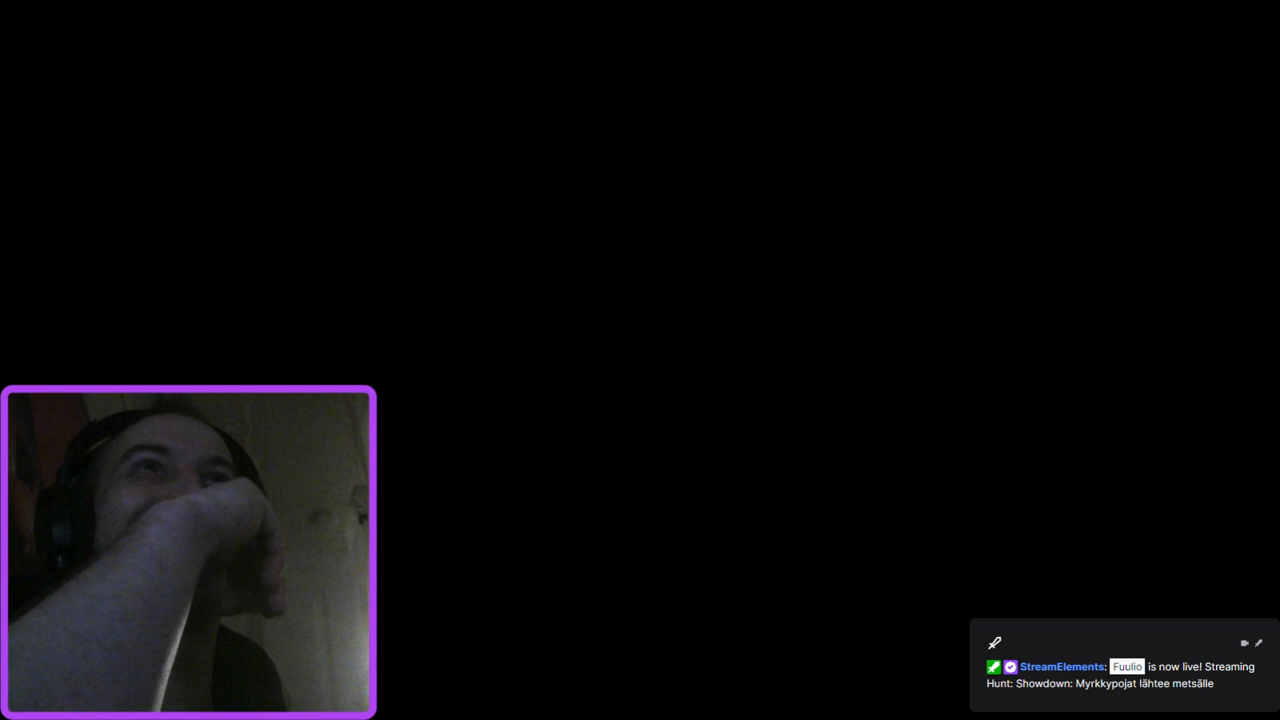 StreamElements: Fuulio is now live! Streaming
Hunt: Showdown: Myrkkypojat lähtee metsälle